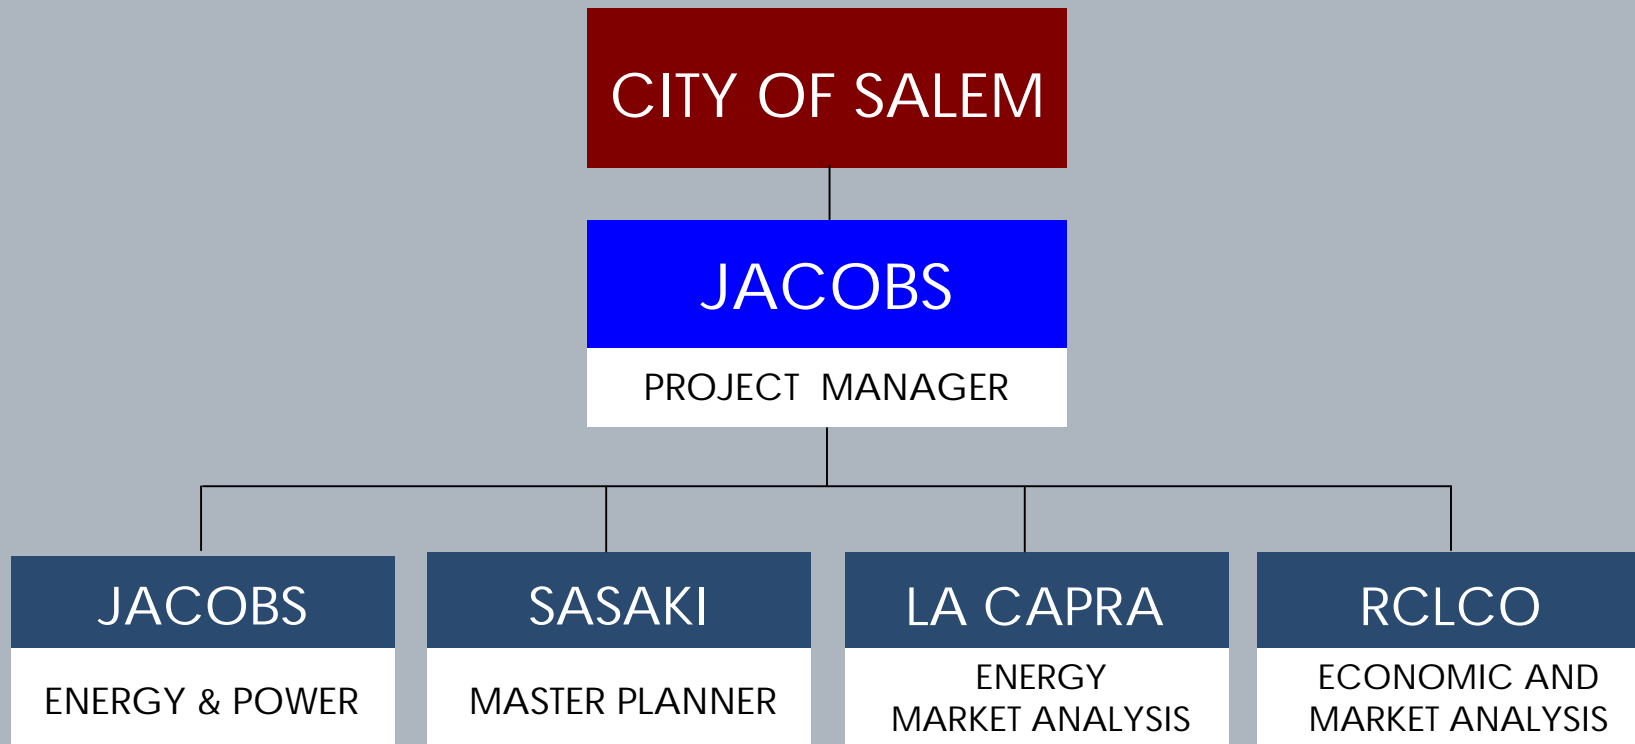 CITY OF SALEM
JACOBS
PROJECT MANAGER
JACOBS
ENERGY & POWER
SASAKI
MASTER PLANNER
LA CAPRA
ENERGY
MARKET ANALYSIS
RCLCO
ECONOMIC AND
MARKET ANALYSIS